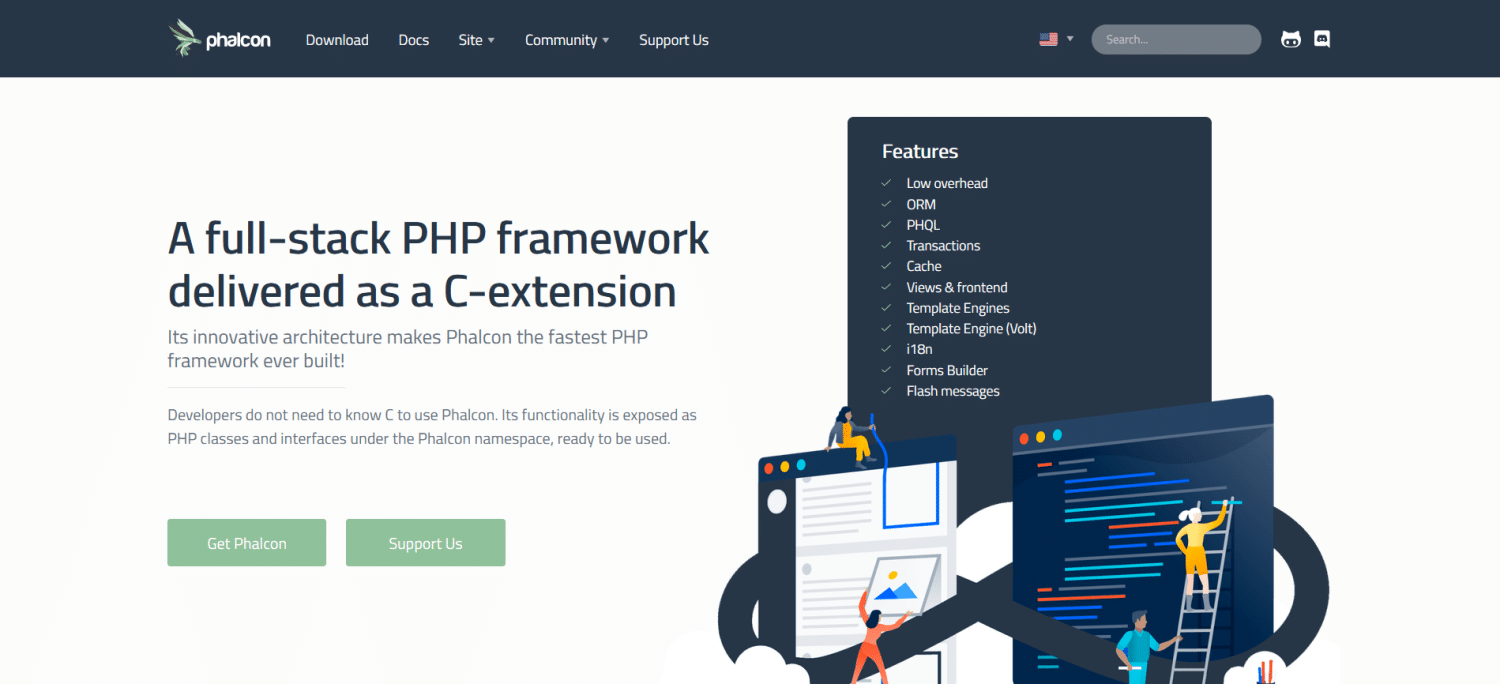 phalcon
Download
Docs
Site
Community
Support Us
Search...
A full-stack PHP framework
delivered as a C-extension
Its innovative architecture makes Phalcon the fastest PHP
framework ever built!
Developers do not need to know C to use Phalcon. Its functionality is exposed as
PHP classes and interfaces under the Phalcon namespace, ready to be used.
Get Phalcon
Support Us
Features
Low overhead
ORM
PHQL
Transactions
Cache
Views & frontend
Template Engines
Template Engine (Volt)
i18n
Forms Builder
Flash messages